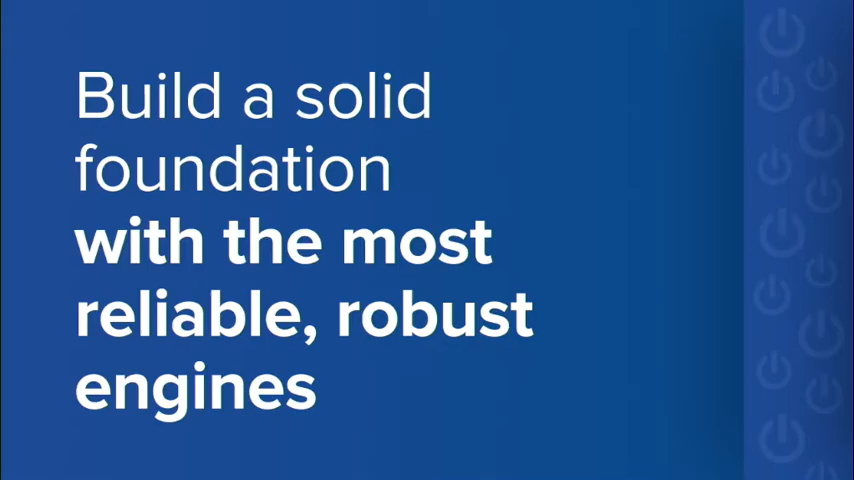 Build a solid
foundation
with the most
reliable, robust
engines